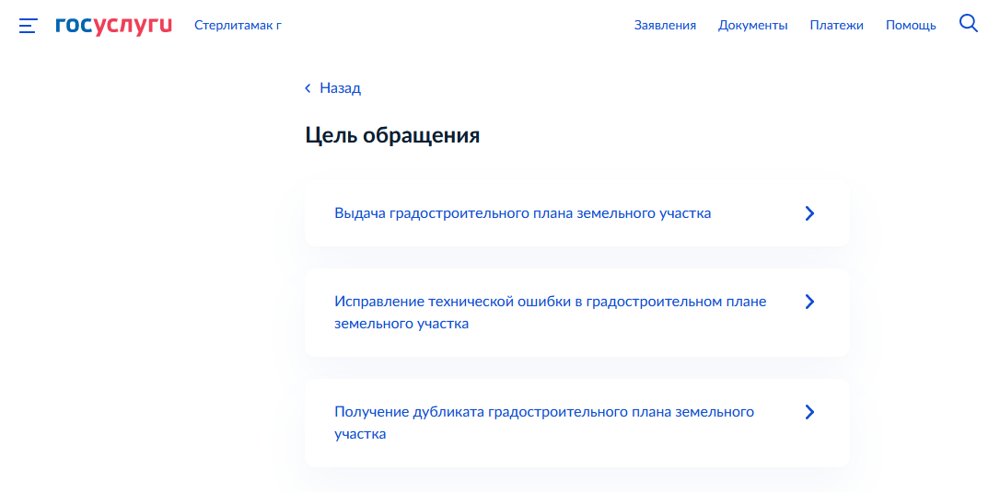 госуслуги Стерлитамак г Заявления Документы Платежи Помощь
Назад
Цель обращения
Выдача градостроительного плана земельного участка
Исправление технической ошибки в градостроительном плане
земельного участка
Получение дубликата градостроительного плана земельного
участка